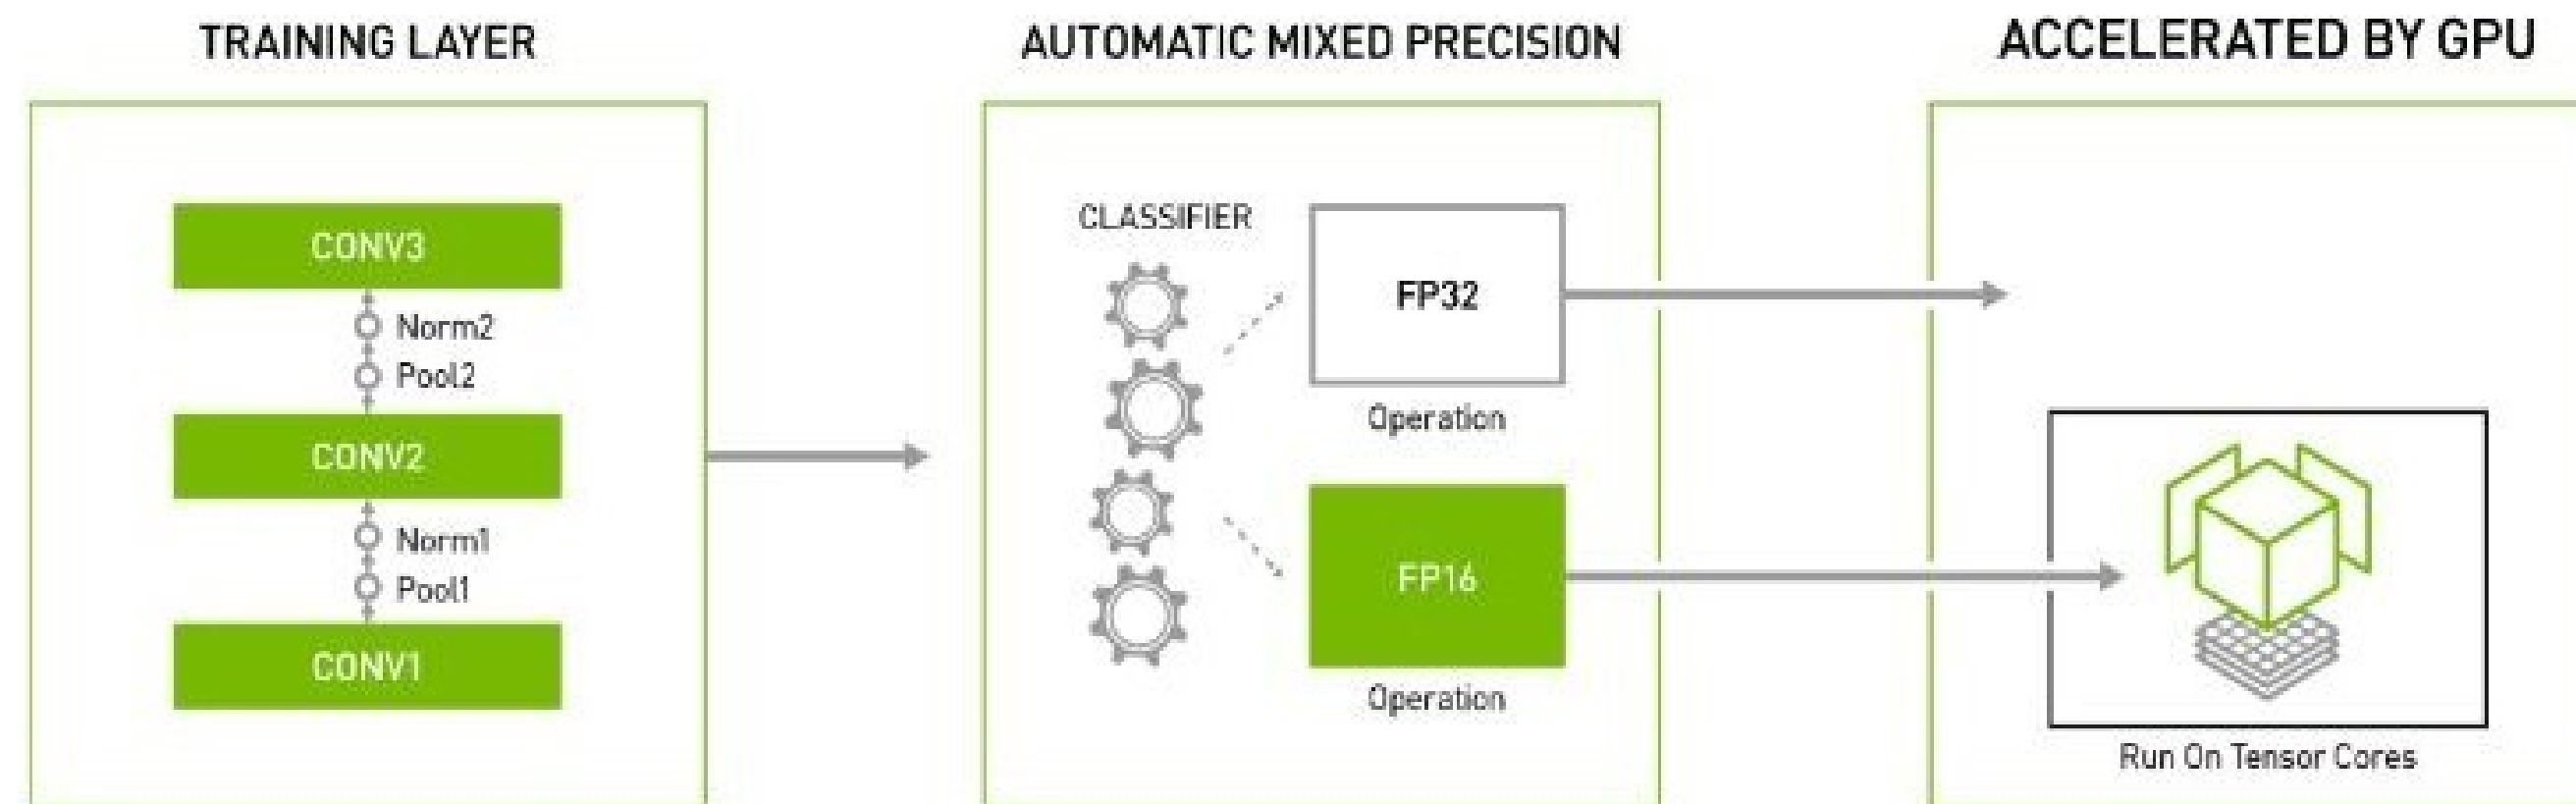 TRAINING LAYER
CONV3
Norm2
Pool2
CONV2
Norm1
Pool1
CONV1
AUTOMATIC MIXED PRECISION
CLASSIFIER
FP32
Operation
FP16
Operation
ACCELERATED BY GPU
Run On Tensor Cores